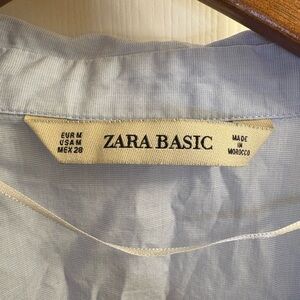 EUR M
USA M
MEX 28
ZARA BASIC
MADE
IN
MOROCCO